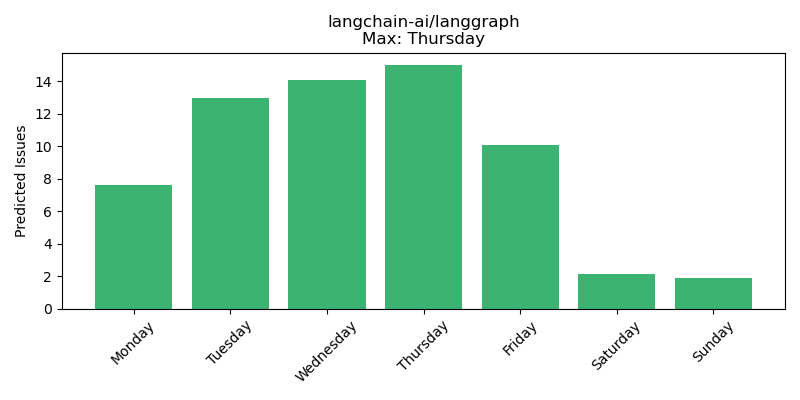 langchain-ai/langgraph
Max: Thursday
Predicted Issues
14
12
10
8
6
4
2
0
Monday
Tuesday
Wednesday
Thursday
Friday
Saturday
Sunday